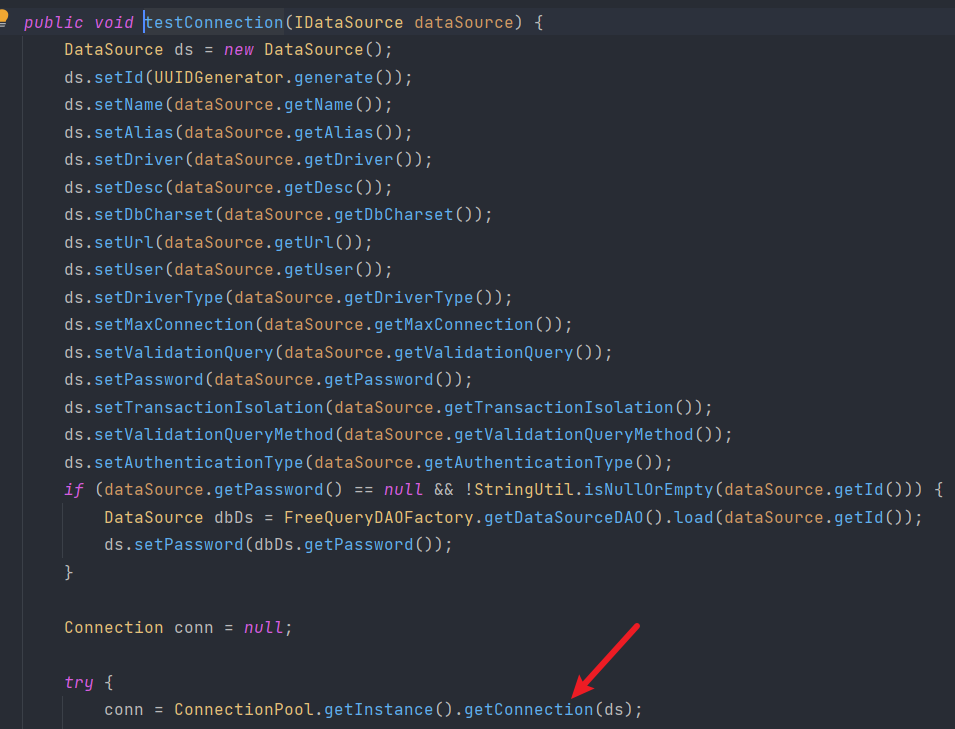 public void testConnection(IDataSource dataSource) {
DataSource ds = new DataSource();
ds.setId(UUIDGenerator.generate());
ds.setName(dataSource.getName());
ds.setAlias(dataSource.getAlias());
ds.setDriver(dataSource.getDriver());
ds.setDesc(dataSource.getDesc());
ds.setDbCharset(dataSource.getDbCharset());
ds.setUrl(dataSource.getUrl());
ds.setUser(dataSource.getUser());
ds.setDriverType(dataSource.getDriverType());
ds.setMaxConnection(dataSource.getMaxConnection());
ds.setValidationQuery(dataSource.getValidationQuery());
ds.setPassword(dataSource.getPassword());
ds.setTransactionIsolation(dataSource.getTransactionIsolation());
ds.setValidationQueryMethod(dataSource.getValidationQueryMethod());
ds.setAuthenticationType(dataSource.getAuthenticationType());
if (dataSource.getPassword() == null && !StringUtil.isNullOrEmpty(dataSource.getId())) {
DataSource dbDs = FreeQueryDAOFactory.getDataSourceDAO().load(dataSource.getId());
ds.setPassword(dbDs.getPassword());
}
Connection conn = null;
try {
conn = ConnectionPool.getInstance().getConnection(ds);